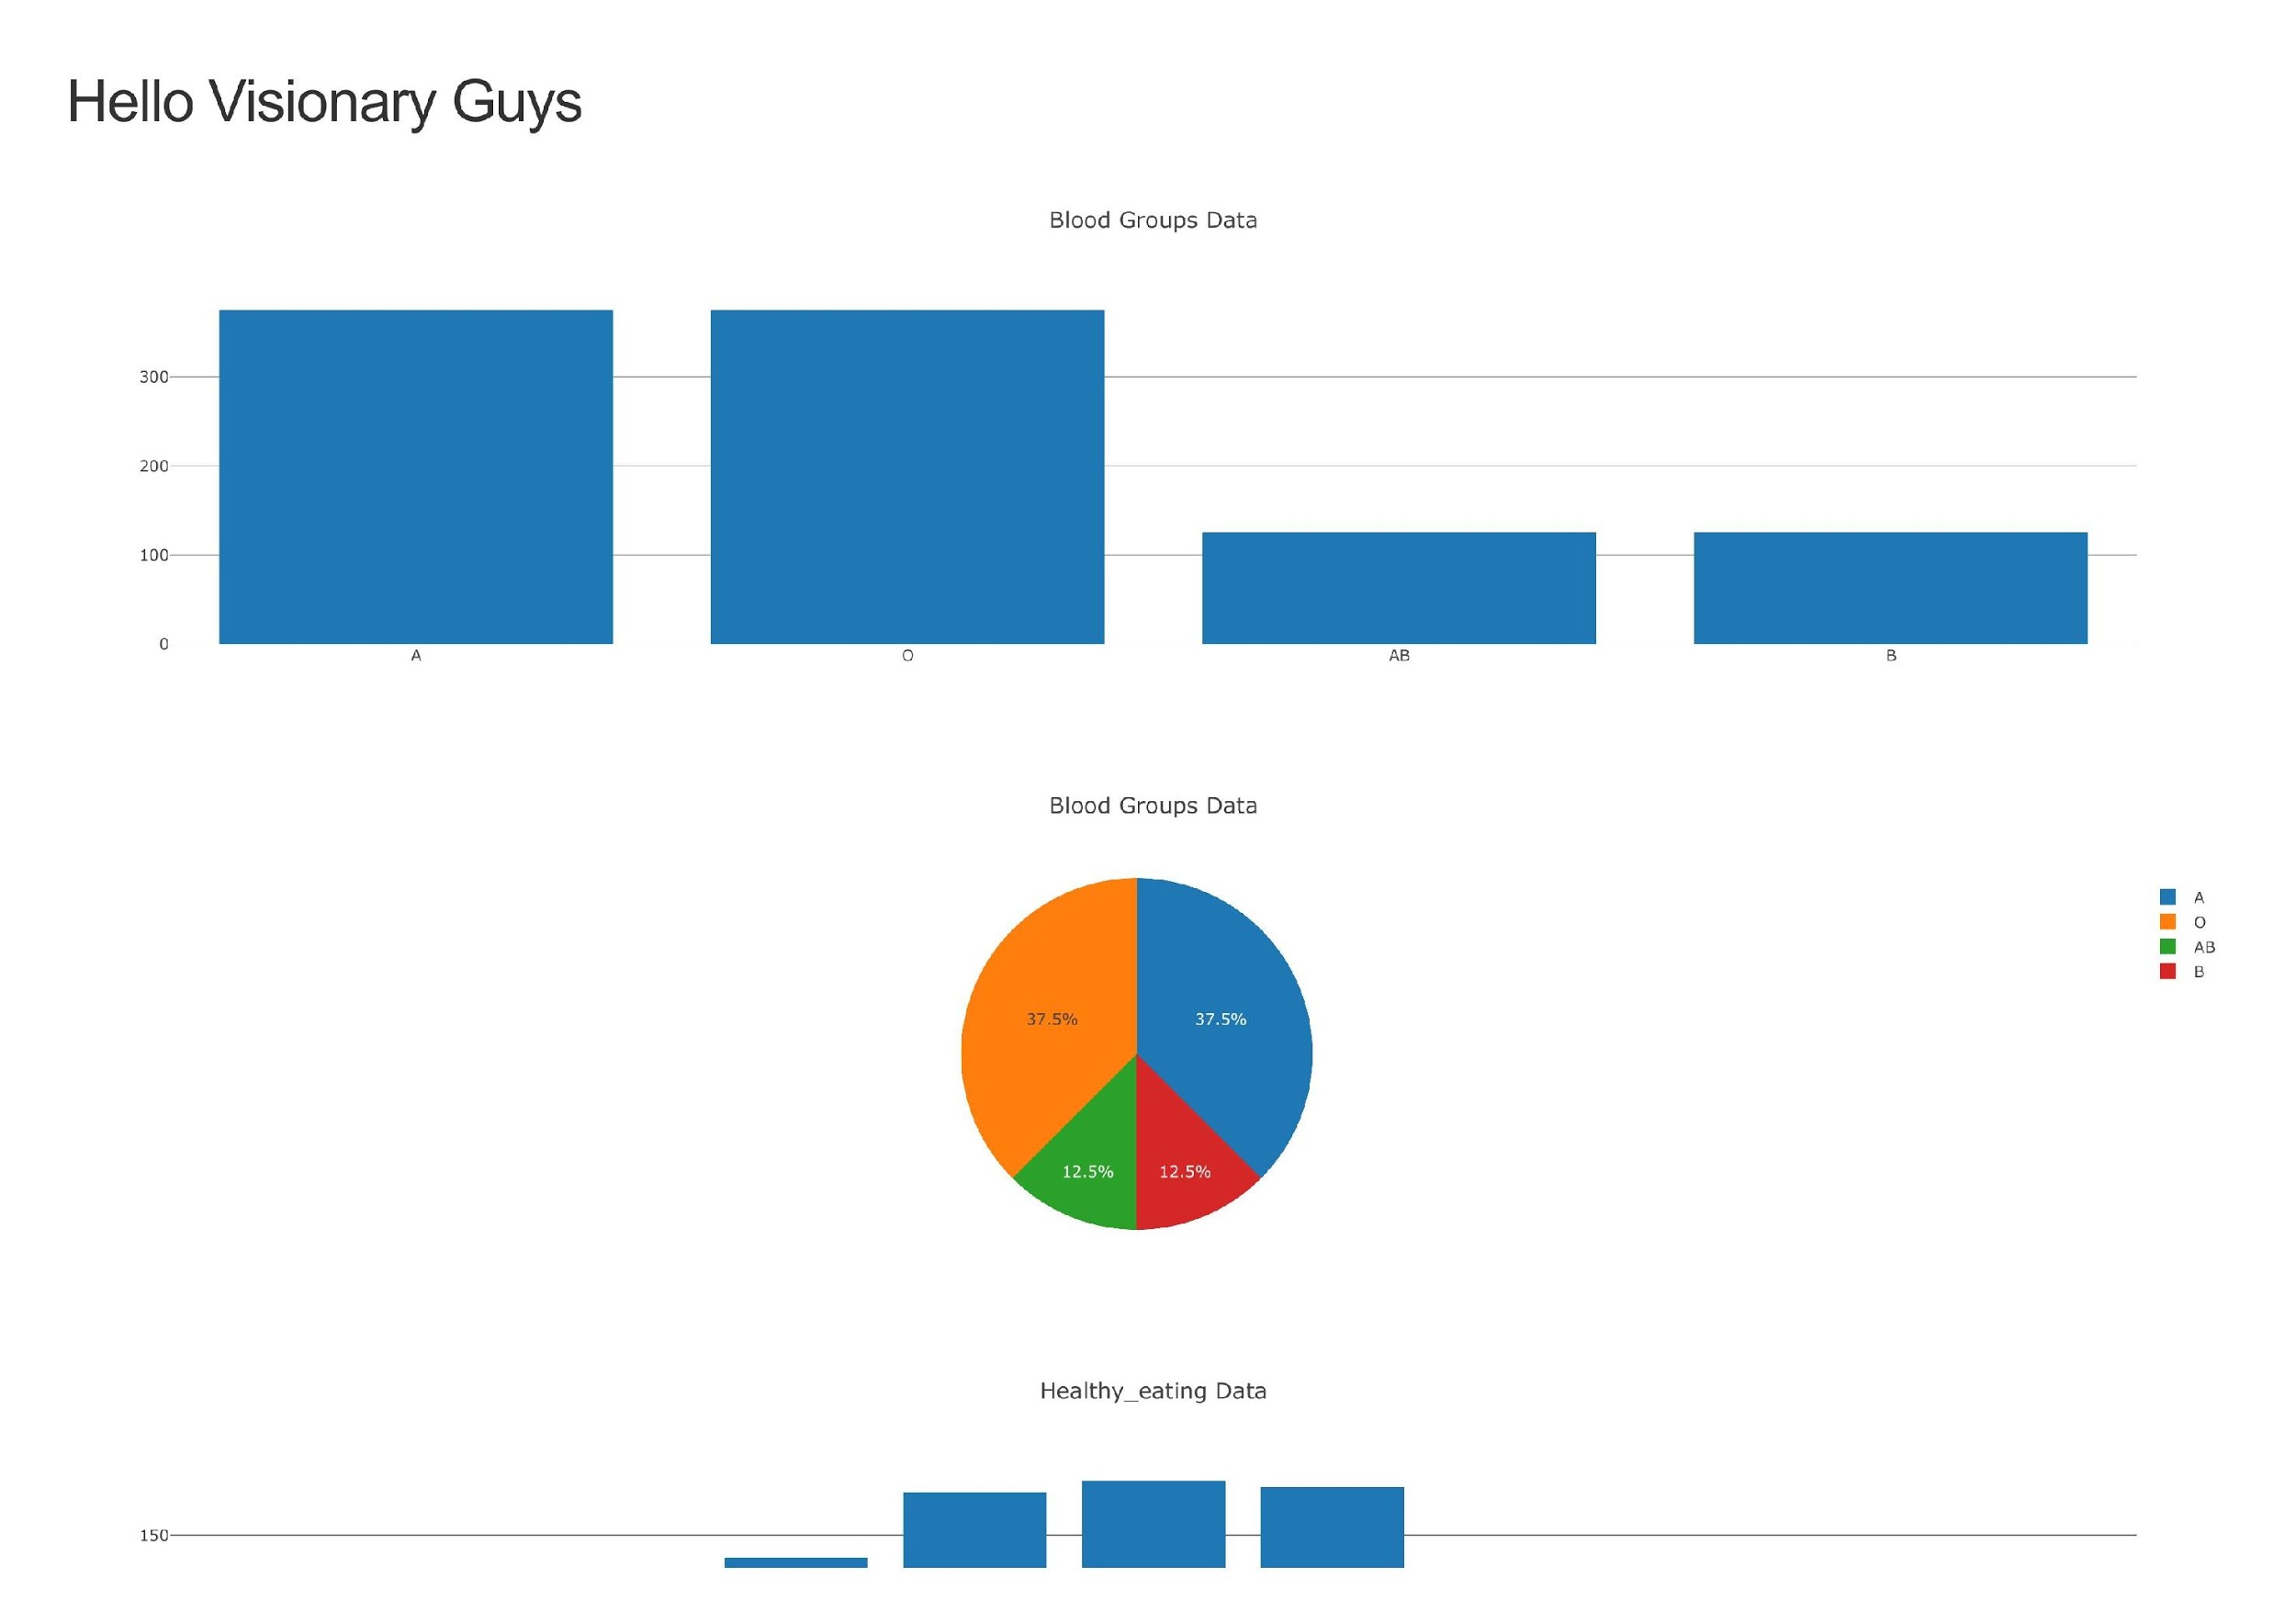 Hello Visionary Guys
Blood Groups Data
300
200
100
0
A O AB B
Blood Groups Data
A
O
AB
B
37.5% 37.5%
12.5% 12.5%
Healthy_eating Data
150